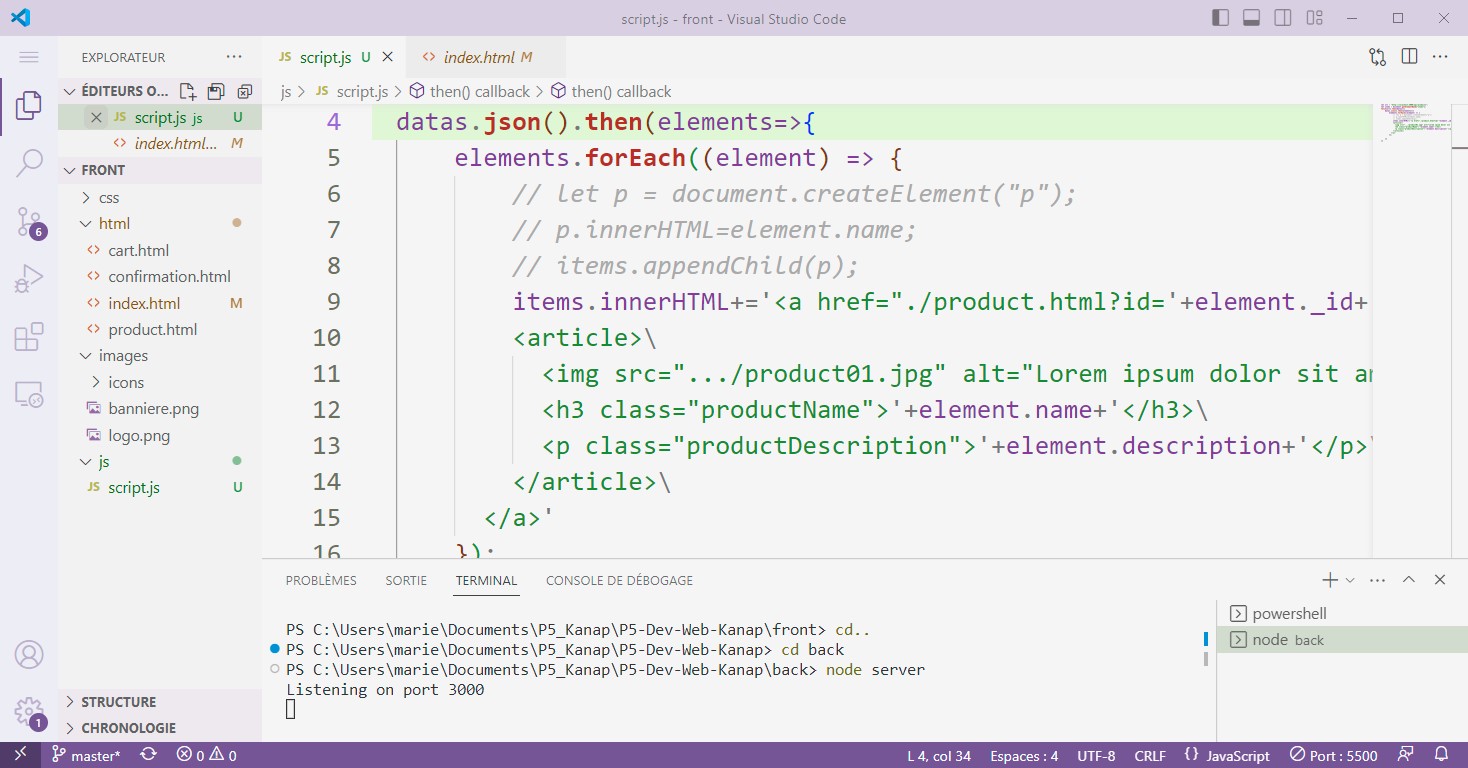 script.js - front - Visual Studio Code
EXPLORATEUR
ÉDITEURS O...
JS script.js js U
<> index.html... M
FRONT
css
html
<> cart.html
<> confirmation.html
<> index.html M
<> product.html
images
icons
banniere.png
logo.png
js
JS script.js U
STRUCTURE
CHRONOLOGIE
6
1
JS script.js U
<> index.html M
js > JS script.js > then() callback > then() callback
4 datas.json().then(elements=>{
5 elements.forEach((element) => {
6 // let p = document.createElement("p");
7 // p.innerHTML=element.name;
8 // items.appendChild(p);
9 items.innerHTML+='<a href="./product.html?id='+element._id+
10 <article>\
11 <img src=".../product01.jpg" alt="Lorem ipsum dolor sit a
12 <h3 class="productName">'+element.name+'</h3>\
13 <p class="productDescription">'+element.description+'</p>\
14 </article>\
15 </a>'
16 });
PROBLÈMES SORTIE TERMINAL CONSOLE DE DÉBOGAGE
PS C:\Users\marie\Documents\P5_Kanap\P5-Dev-Web-Kanap\front> cd..
PS C:\Users\marie\Documents\P5_Kanap\P5-Dev-Web-Kanap> cd back
PS C:\Users\marie\Documents\P5_Kanap\P5-Dev-Web-Kanap\back> node server
Listening on port 3000
powershell
node back
master* 0 0 L 4, col 34 Espaces : 4 UTF-8 CRLF {} JavaScript Port : 5500